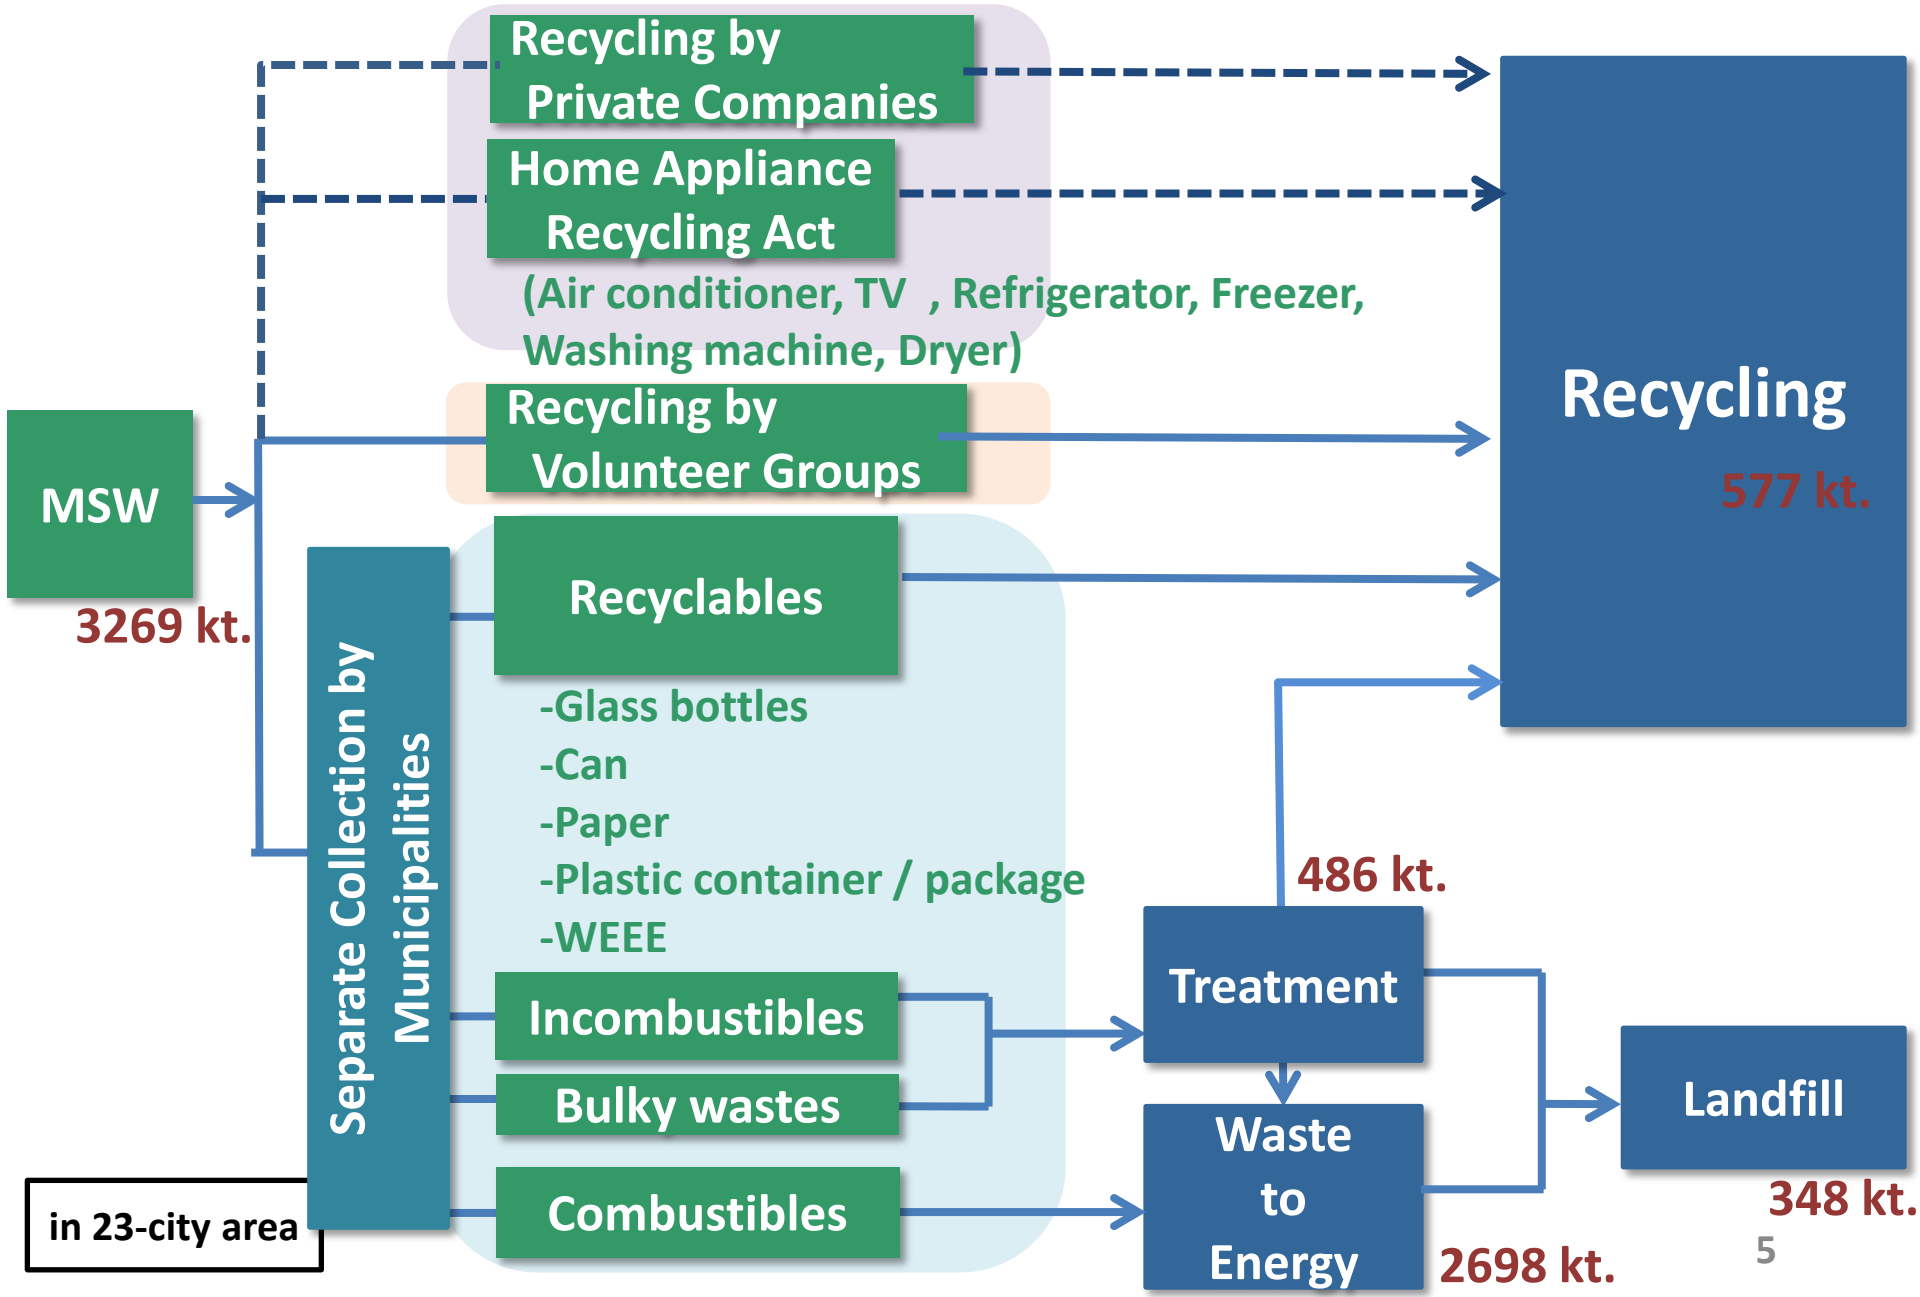 Recycling by
Private Companies
Home Appliance
Recycling Act
(Air conditioner, TV , Refrigerator, Freezer,
Washing machine, Dryer)
Recycling by
Volunteer Groups
Recycling
577 kt.
MSW
3269 kt.
Separate Collection by
Municipalities
Recyclables
-Glass bottles
-Can
-Paper
-Plastic container / package
-WEEE
Incombustibles
Bulky wastes
Combustibles
486 kt.
Treatment
Waste
to
Energy
2698 kt.
Landfill
348 kt.
in 23-city area
5